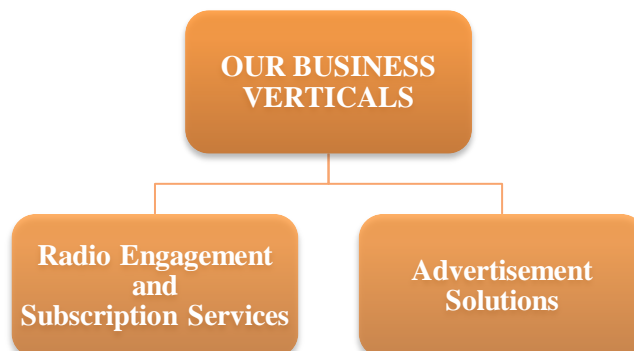 OUR BUSINESS
VERTICALS
Radio Engagement
and
Subscription Services
Advertisement
Solutions